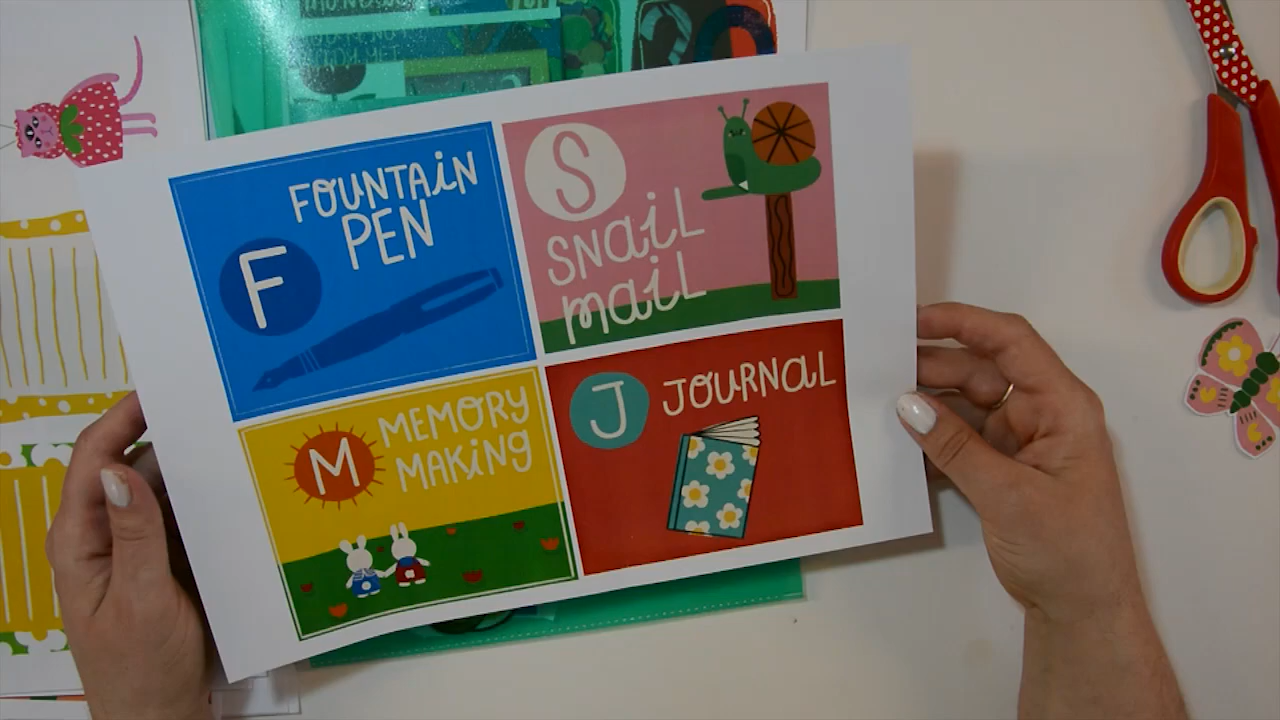 FOUNTAiN
PEN
F
S
SNaiL
maiL
M
MEMORY
MAKiNG
J
JOURNaL